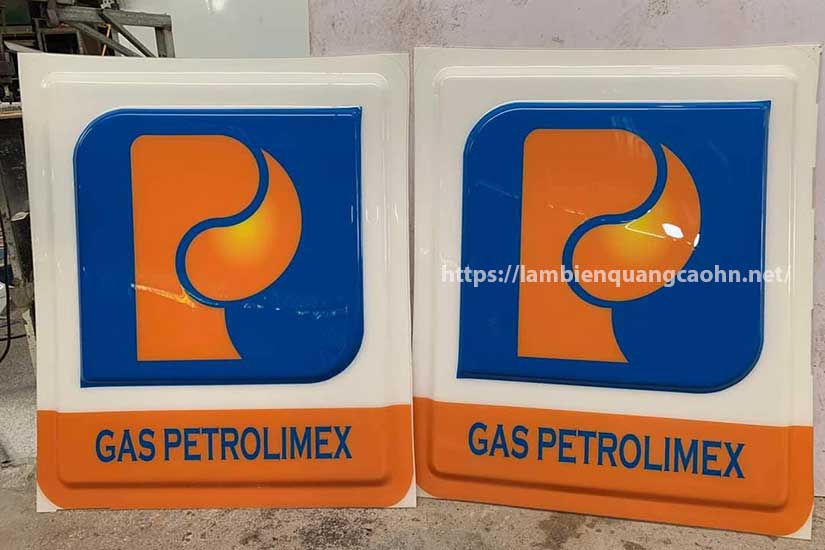 https://lambienquangcaohn.net/
GAS PETROLIMEX
GAS PETROLIMEX